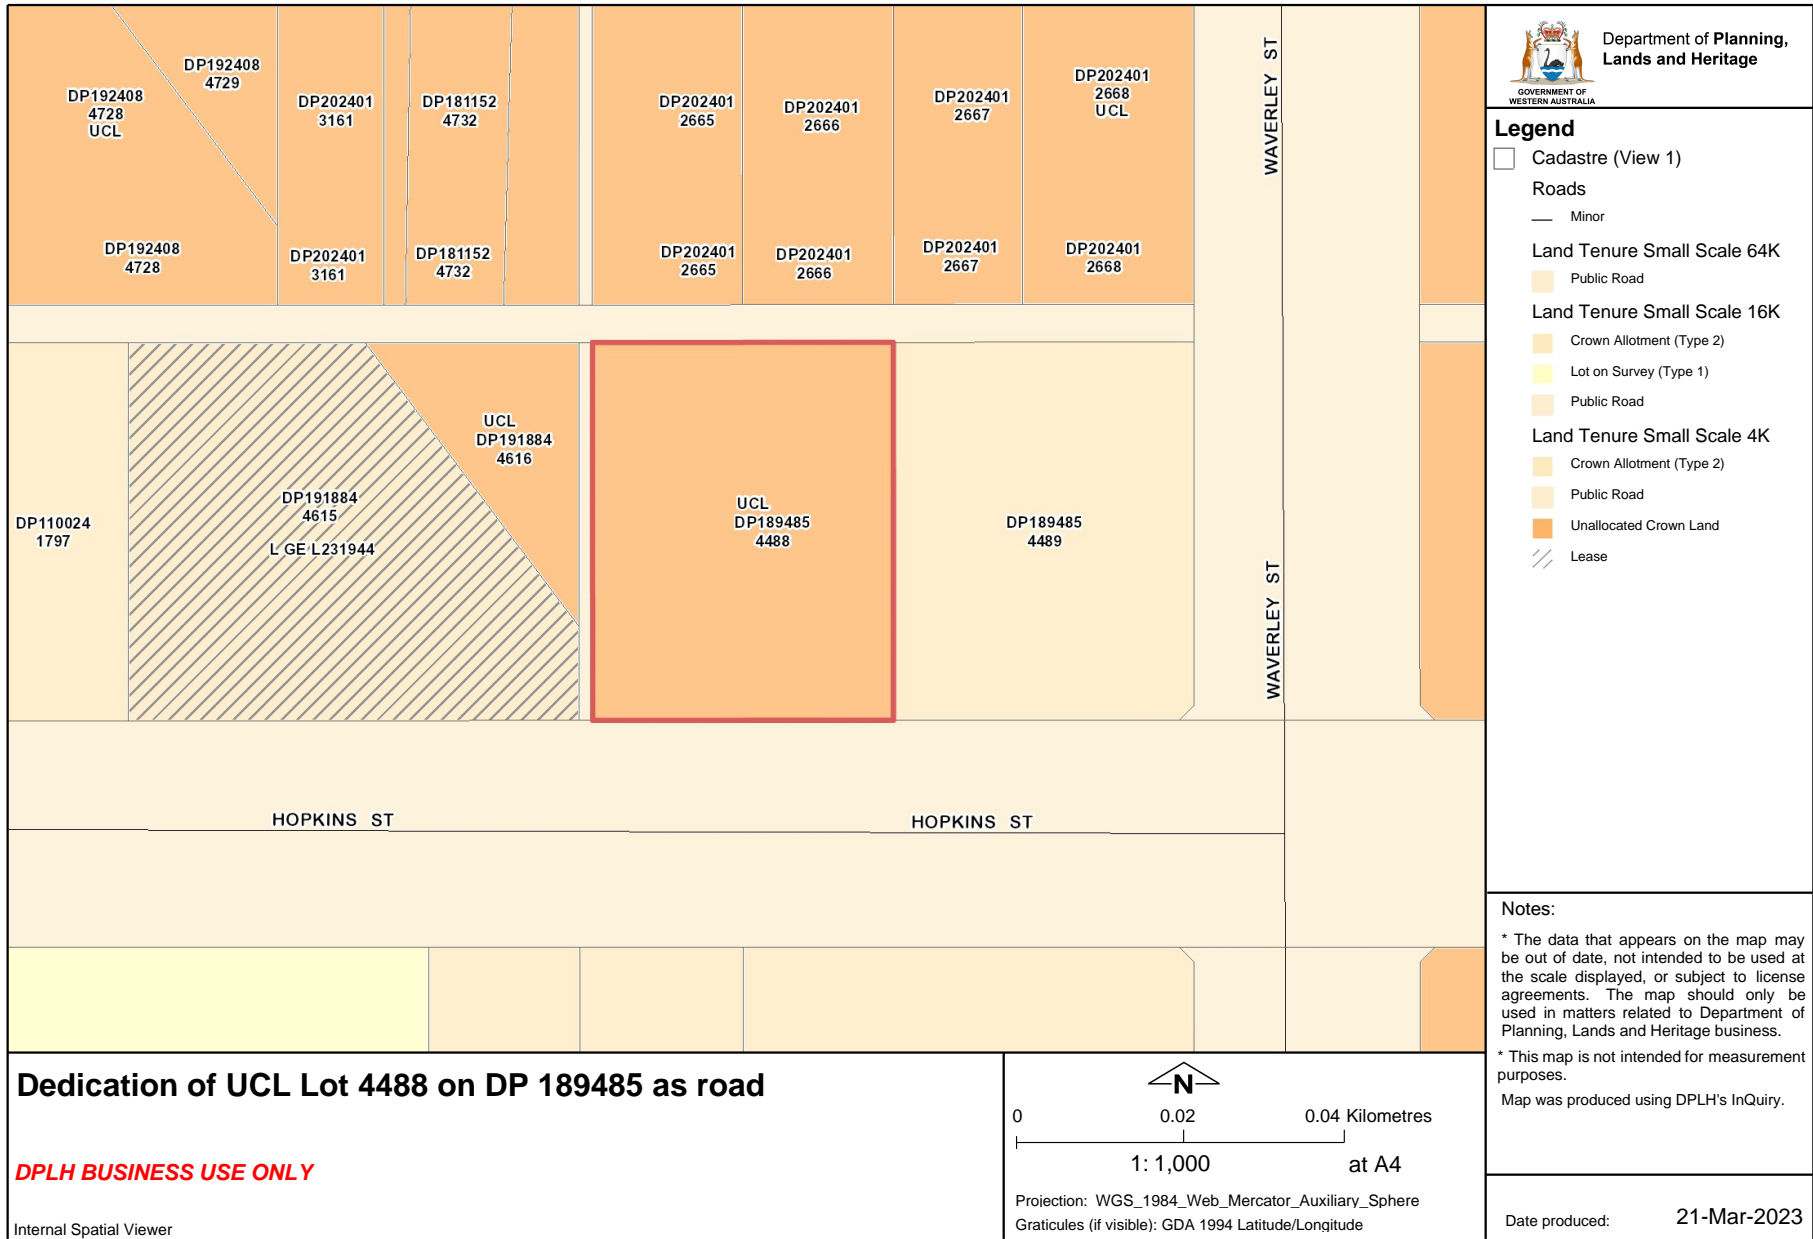 DP192408
4729
DP192408
4728
UCL
DP202401
3161
DP181152
4732
DP202401
2665
DP202401
2666
DP202401
2667
DP202401
2668
UCL
WAVERLEY ST
DP192408
4728
DP202401
3161
DP181152
4732
DP202401
2665
DP202401
2666
DP202401
2667
DP202401
2668
UCL
DP191884
4616
DP191884
4615
L GE L231944
DP110024
1797
UCL
DP189485
4488
DP189485
4489
WAVERLEY ST
HOPKINS ST
HOPKINS ST
GOVERNMENT OF
WESTERN AUSTRALIA
Department of Planning,
Lands and Heritage
Legend
Cadastre (View 1)
Roads
Minor
Land Tenure Small Scale 64K
Public Road
Land Tenure Small Scale 16K
Crown Allotment (Type 2)
Lot on Survey (Type 1)
Public Road
Land Tenure Small Scale 4K
Crown Allotment (Type 2)
Public Road
Unallocated Crown Land
Lease
Notes:
* The data that appears on the map may
be out of date, not intended to be used at
the scale displayed, or subject to license
agreements. The map should only be
used in matters related to Department of
Planning, Lands and Heritage business.
* This map is not intended for measurement
purposes.
Map was produced using DPLH's InQuiry.
Dedication of UCL Lot 4488 on DP 189485 as road
DPLH BUSINESS USE ONLY
Internal Spatial Viewer
N
0 0.02 0.04 Kilometres
1: 1,000 at A4
Projection: WGS_1984_Web_Mercator_Auxiliary_Sphere
Graticules (if visible): GDA 1994 Latitude/Longitude
Date produced: 21-Mar-2023